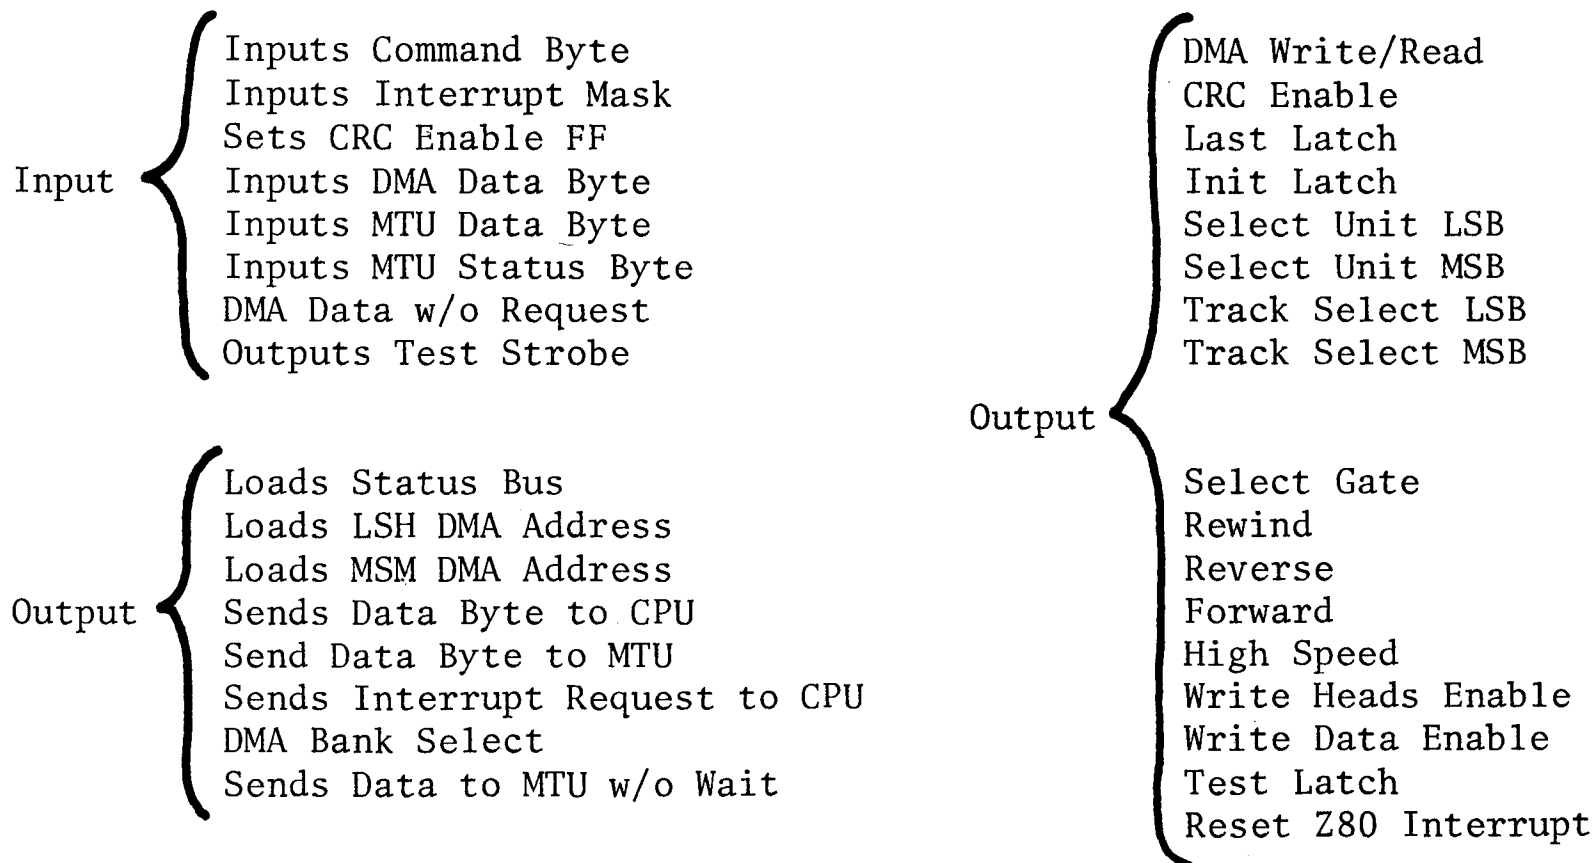 Input
Inputs Command Byte
Inputs Interrupt Mask
Sets CRC Enable FF
Inputs DMA Data Byte
Inputs MTU Data Byte
Inputs MTU Status Byte
DMA Data w/o Request
Outputs Test Strobe
Output
Loads Status Bus
Loads LSH DMA Address
Loads MSM DMA Address
Sends Data Byte to CPU
Send Data Byte to MTU
Sends Interrupt Request to CPU
DMA Bank Select
Sends Data to MTU w/o Wait
Output
DMA Write/Read
CRC Enable
Last Latch
Init Latch
Select Unit LSB
Select Unit MSB
Track Select LSB
Track Select MSB
Select Gate
Rewind
Reverse
Forward
High Speed
Write Heads Enable
Write Data Enable
Test Latch
Reset Z80 Interrupt